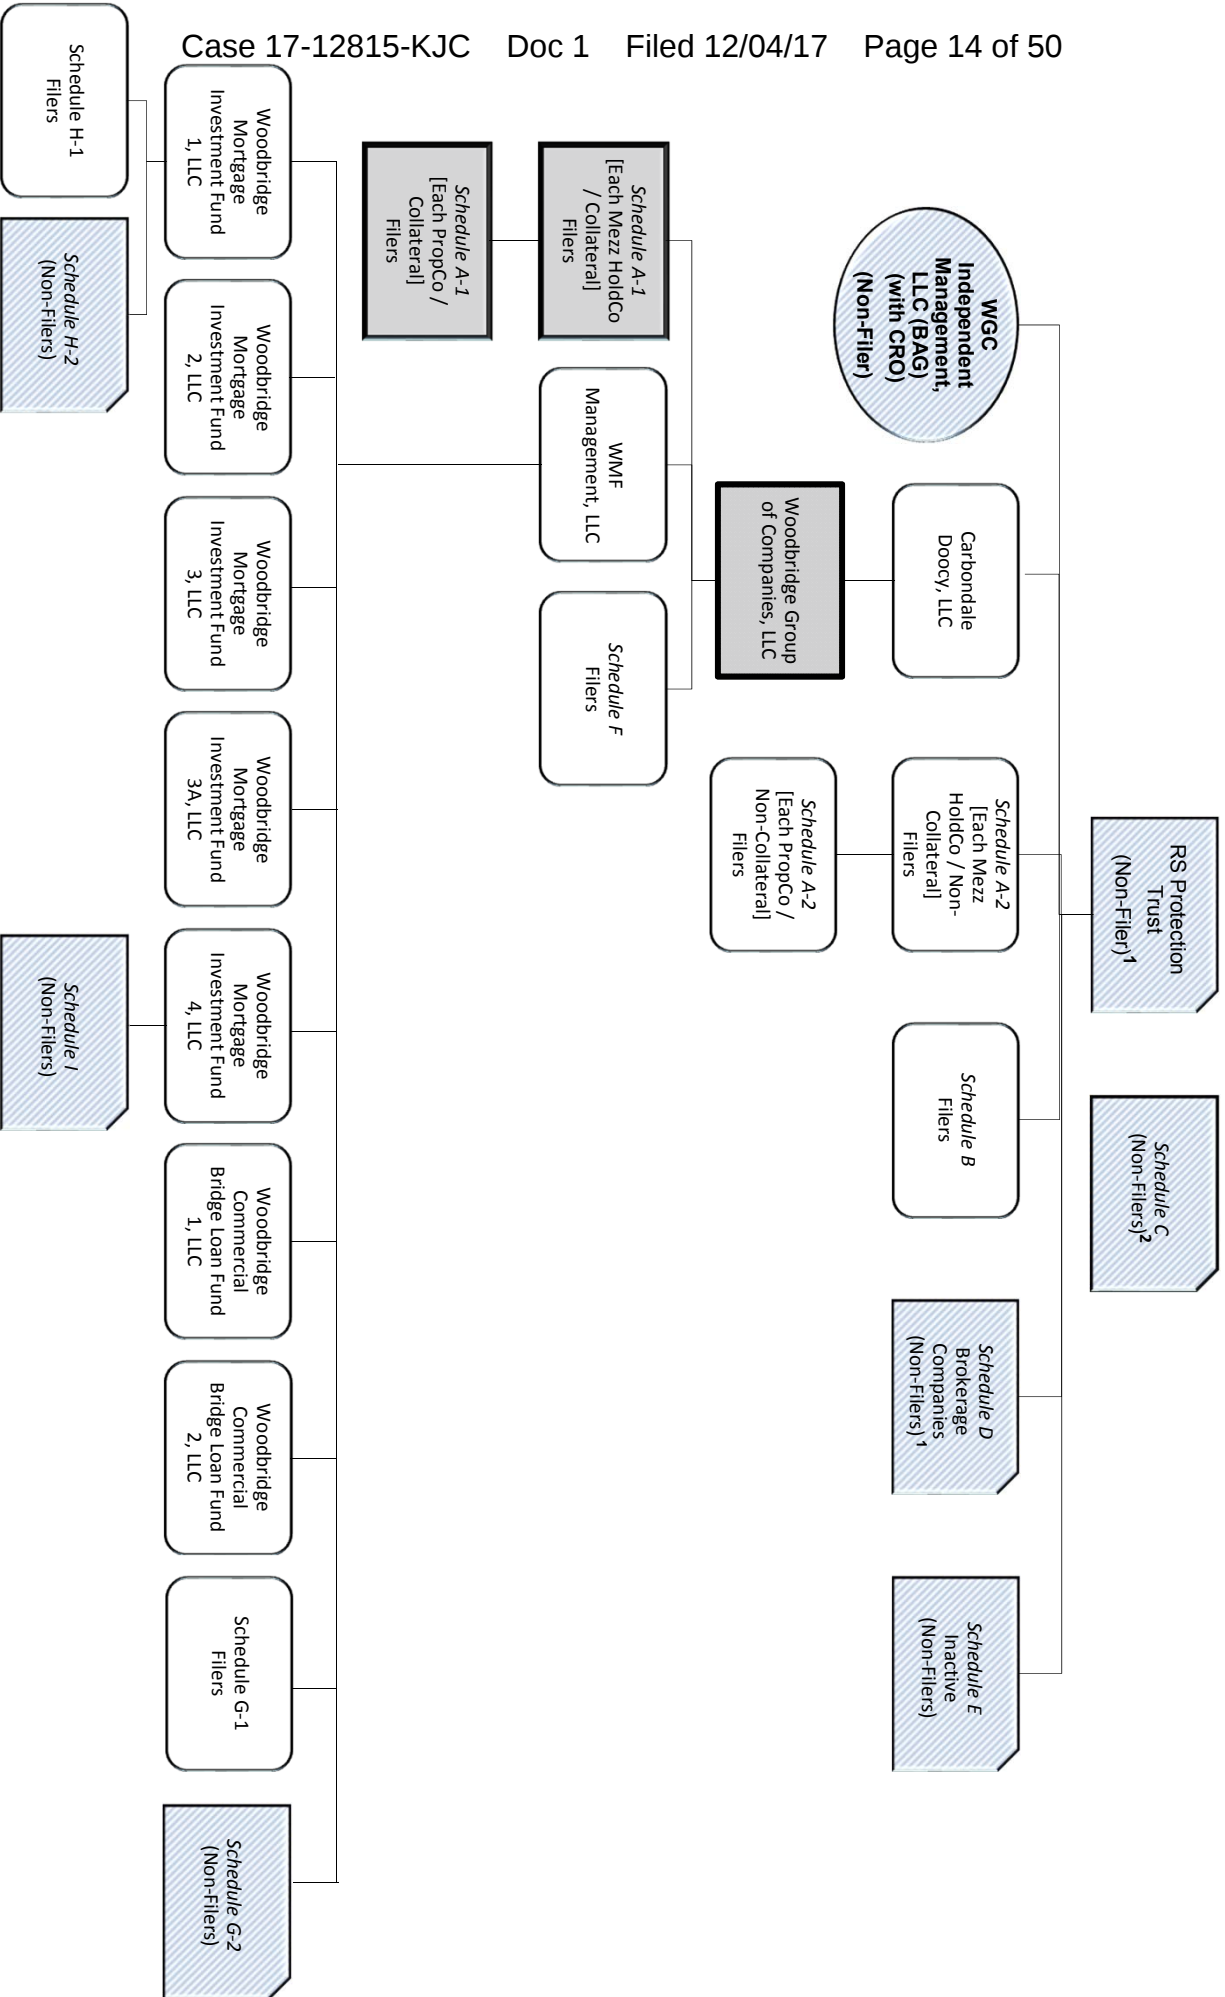 Case 17-12815-KJC Doc 1 Filed 12/04/17 Page 14 of 50
RS Protection
Trust
(Non-Filer)¹
Schedule C
(Non-Filers)²
WGC
Independent
Management,
LLC (BAG)
(with CRO)
(Non-Filer)
Carbondale
Doocy, LLC
Schedule A-2
[Each Mezz
HoldCo / Non-
Collateral]
Filers
Schedule B
Filers
Schedule D
Brokerage
Companies
(Non-Filers) ¹
Schedule E
Inactive
(Non-Filers)
Woodbridge Group
of Companies, LLC
Schedule A-2
[Each PropCo /
Non-Collateral]
Filers
Schedule A-1
[Each Mezz HoldCo
/ Collateral]
Filers
WMF
Management, LLC
Schedule F
Filers
Schedule A-1
[Each PropCo /
Collateral]
Filers
Woodbridge
Mortgage
Investment Fund
1, LLC
Woodbridge
Mortgage
Investment Fund
2, LLC
Woodbridge
Mortgage
Investment Fund
3, LLC
Woodbridge
Mortgage
Investment Fund
3A, LLC
Woodbridge
Mortgage
Investment Fund
4, LLC
Woodbridge
Commercial
Bridge Loan Fund
1, LLC
Woodbridge
Commercial
Bridge Loan Fund
2, LLC
Schedule G-1
Filers
Schedule G-2
(Non-Filers)
Schedule H-1
Filers
Schedule H-2
(Non-Filers)
Schedule I
(Non-Filers)